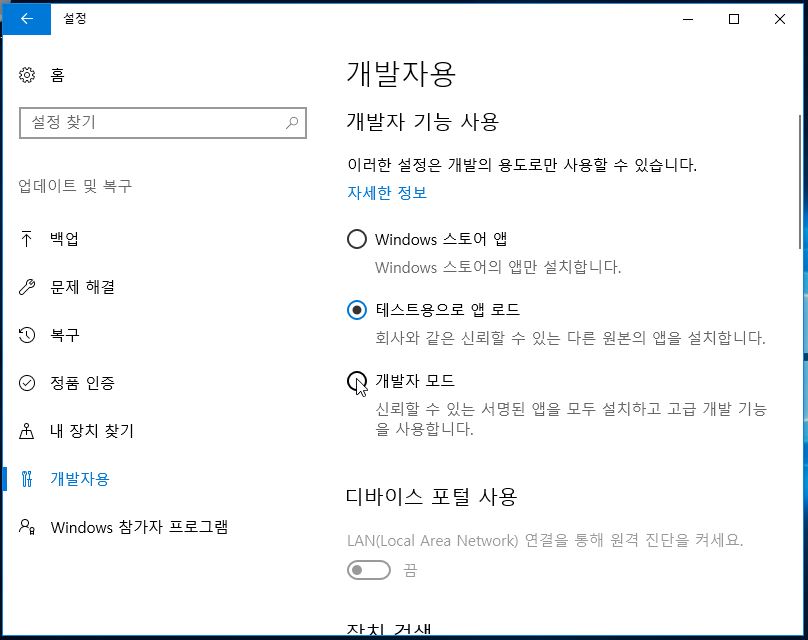 설정
홈
설정 찾기
업데이트 및 복구
백업
문제 해결
복구
정품 인증
내 장치 찾기
개발자용
Windows 참가자 프로그램
개발자용
개발자 기능 사용
이러한 설정은 개발의 용도로만 사용할 수 있습니다.
자세한 정보
Windows 스토어 앱
Windows 스토어의 앱만 설치합니다.
테스트용으로 앱 로드
회사와 같은 신뢰할 수 있는 다른 원본의 앱을 설치합니다.
개발자 모드
신뢰할 수 있는 서명된 앱을 모두 설치하고 고급 개발 기능
을 사용합니다.
디바이스 포털 사용
LAN(Local Area Network) 연결을 통해 원격 진단을 켜세요.
끔
장치 검색